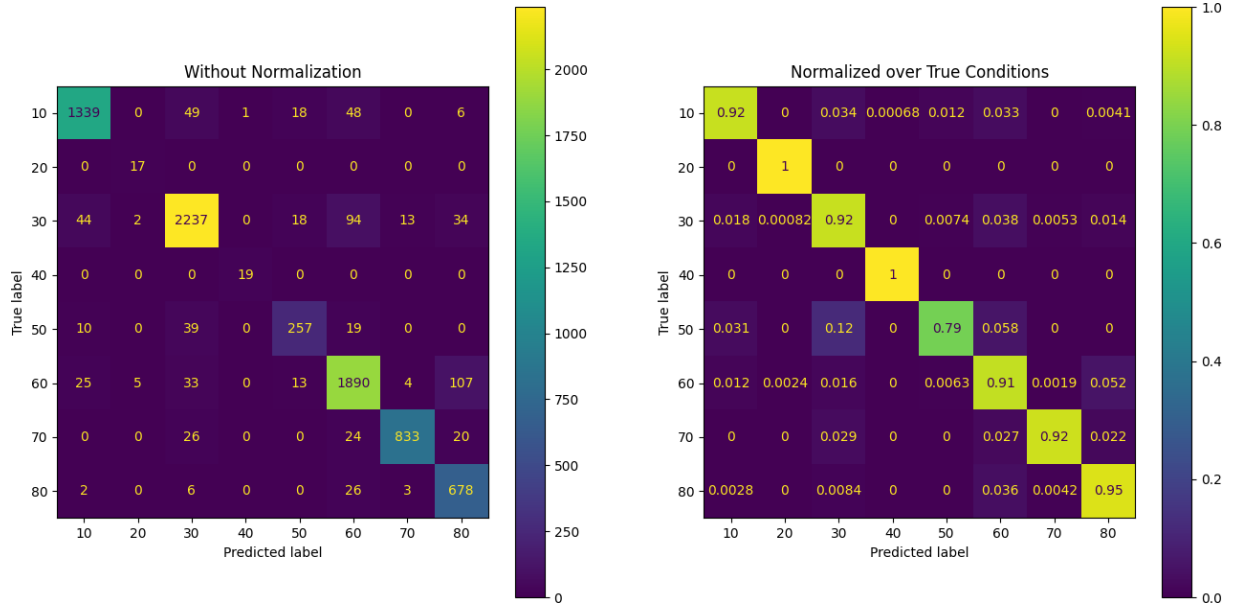 Without Normalization
True label
10 1339 0 49 1 18 48 0 6
20 0 17 0 0 0 0 0 0
30 44 2 2237 0 18 94 13 34
40 0 0 0 19 0 0 0 0
50 10 0 39 0 257 19 0 0
60 25 5 33 0 13 1890 4 107
70 0 0 26 0 0 24 833 20
80 2 0 6 0 0 26 3 678
10 20 30 40 50 60 70 80
Predicted label
2000
1750
1500
1250
1000
750
500
250
0
Normalized over True Conditions
True label
10 0.92 0 0.034 0.00068 0.012 0.033 0 0.0041
20 0 1 0 0 0 0 0 0
30 0.018 0.00082 0.92 0 0.0074 0.038 0.0053 0.014
40 0 0 0 1 0 0 0 0
50 0.031 0 0.12 0 0.79 0.058 0 0
60 0.012 0.0024 0.016 0 0.0063 0.91 0.0019 0.052
70 0 0 0.029 0 0 0.027 0.92 0.022
80 0.0028 0 0.0084 0 0 0.036 0.0042 0.95
10 20 30 40 50 60 70 80
Predicted label
1.0
0.8
0.6
0.4
0.2
0.0